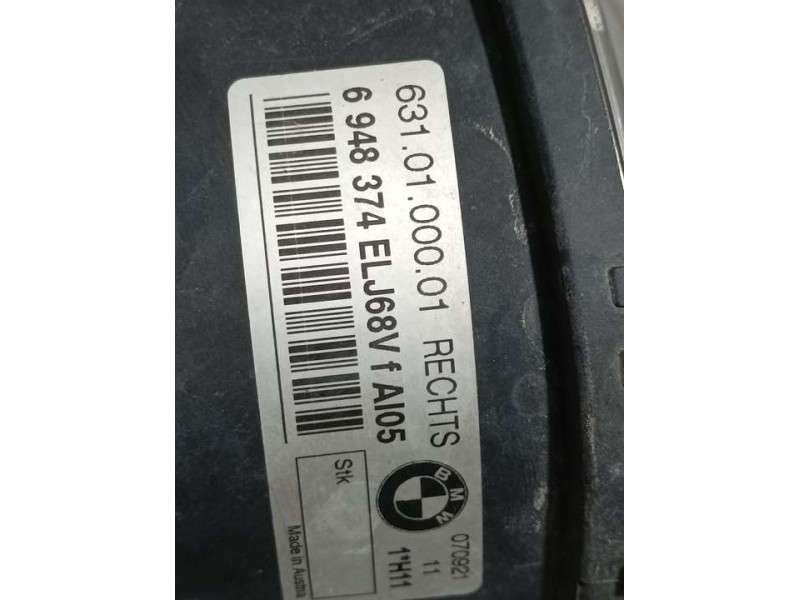 631.01.000.01 RECHTS
6 948 374 ELJ68V f AI05
BMW
070921
11
1*H11
Stk
Made in Austria